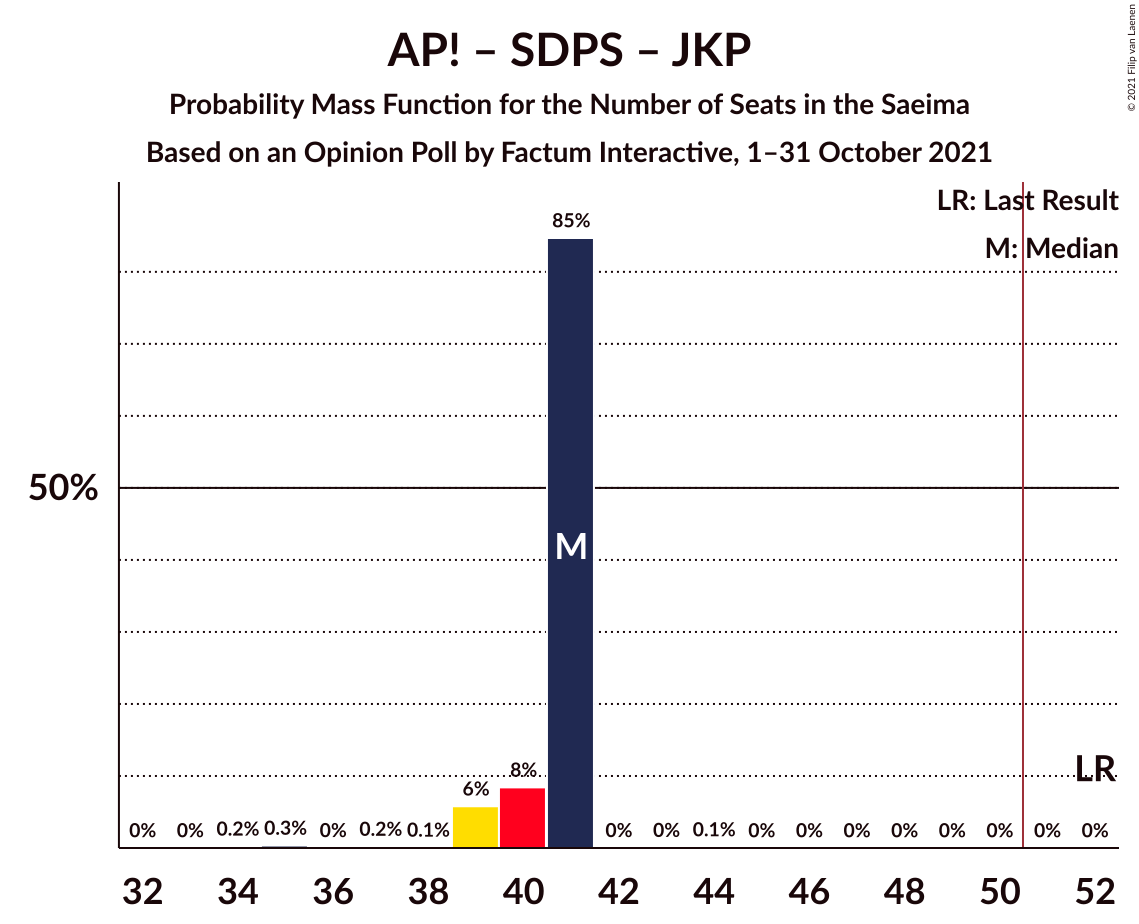 AP! – SDPS – JKP
Probability Mass Function for the Number of Seats in the Saeima
Based on an Opinion Poll by Factum Interactive, 1–31 October 2021
© 2021 Filip van Laenen
LR: Last Result
M: Median
85%
50%
M
LR
8%
6%
0% 0% 0.2% 0.3% 0% 0.2% 0.1% 0% 0% 0.1% 0% 0% 0% 0% 0% 0% 0% 0%
32 34 36 38 40 42 44 46 48 50 52